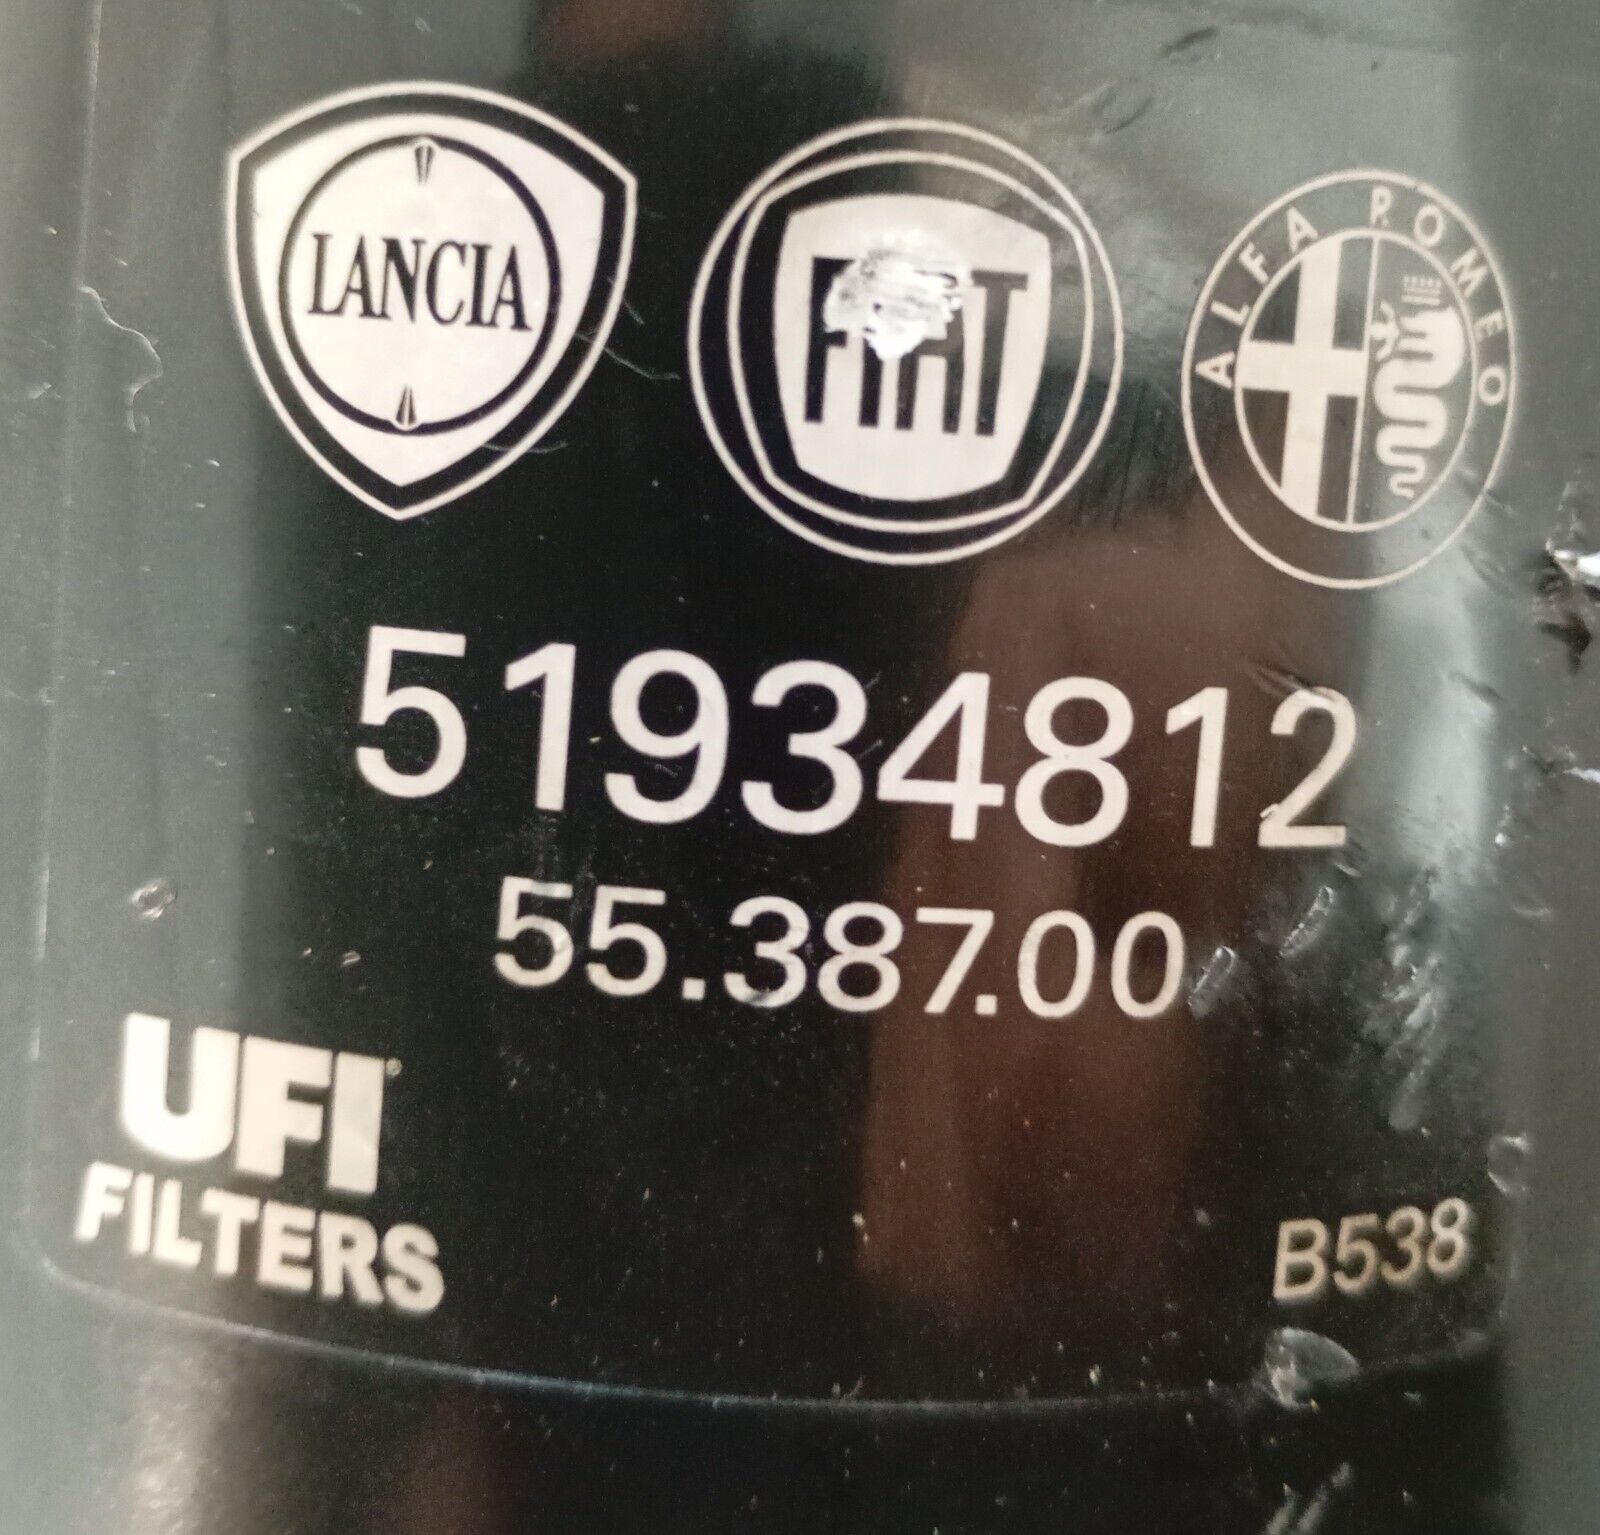 LANCIA
FIAT
ALFA ROMEO
51934812
55.387.00
UFI
FILTERS
B538